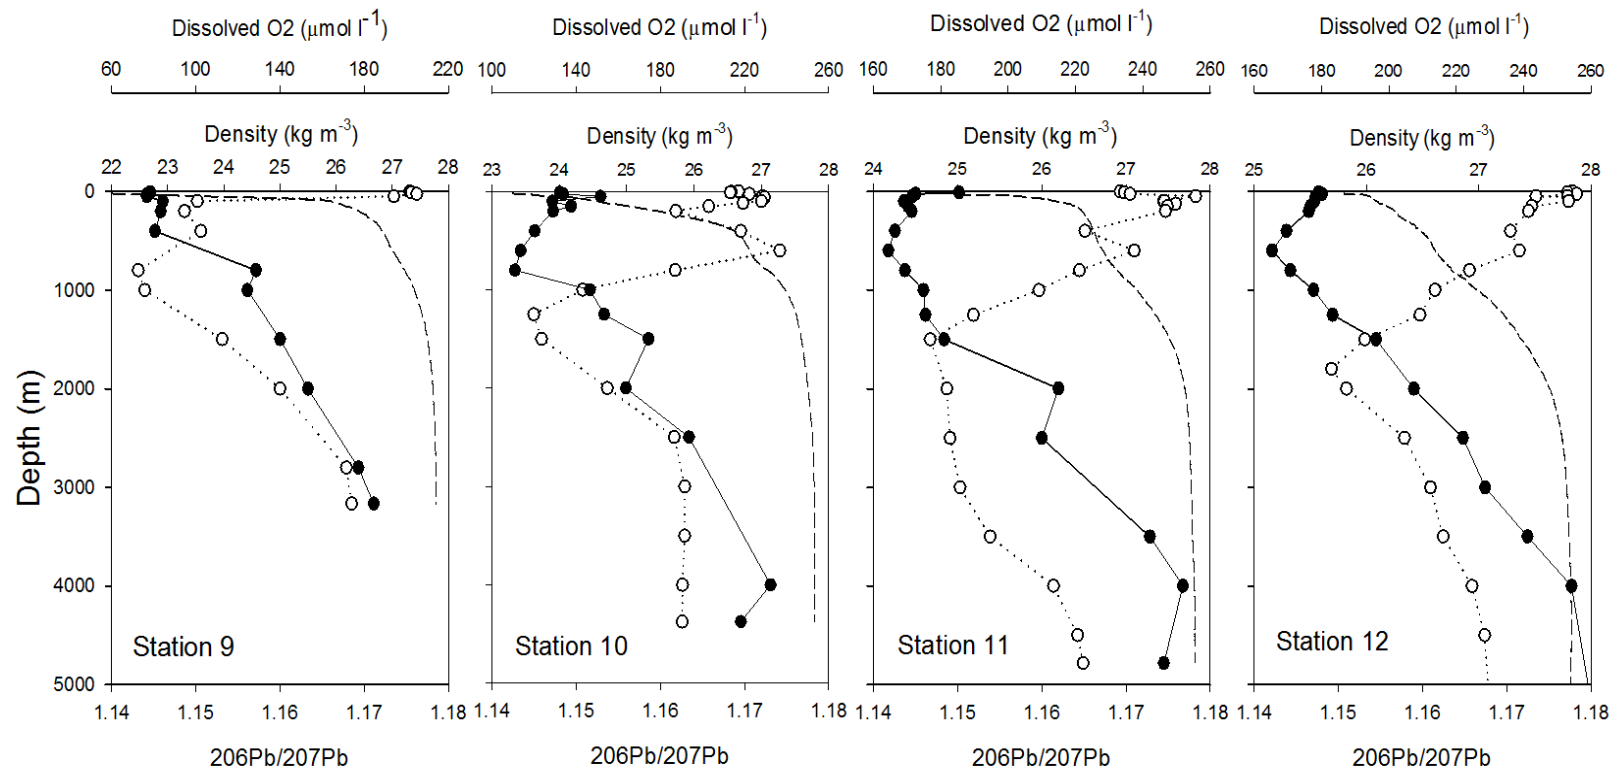 Dissolved O2 (μmol l-1) Dissolved O2 (μmol l-1) Dissolved O2 (μmol l-1) Dissolved O2 (μmol l-1)
60 100 140 180 220 100 140 180 220 260 160 180 200 220 240 260 160 180 200 220 240 260
Density (kg m-3) Density (kg m-3) Density (kg m-3) Density (kg m-3)
22 23 24 25 26 27 28 23 24 25 26 27 28 24 25 26 27 28 25 26 27 28
0
1000
2000
3000
4000
5000
Depth (m)
Station 9 Station 10 Station 11 Station 12
1.14 1.15 1.16 1.17 1.14 1.15 1.16 1.17 1.18 1.14 1.15 1.16 1.17 1.18 1.14 1.15 1.16 1.17 1.18
206Pb/207Pb 206Pb/207Pb 206Pb/207Pb 206Pb/207Pb